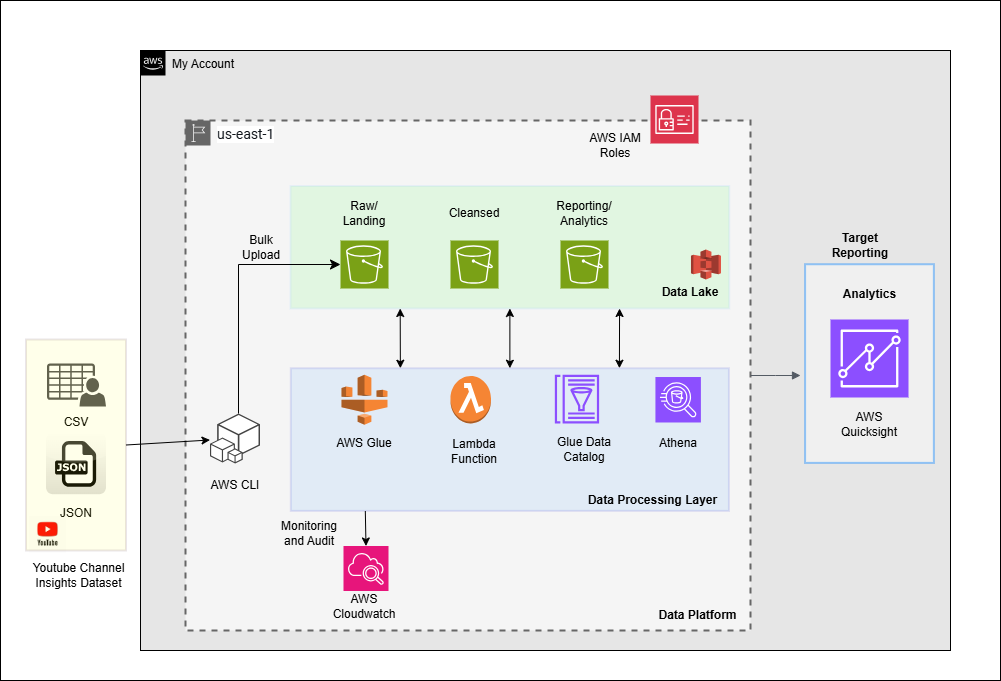 aws
My Account
us-east-1
AWS IAM
Roles
Raw/
Landing
Cleansed
Reporting/
Analytics
Bulk
Upload
Data Lake
Target
Reporting
Analytics
AWS
Quicksight
CSV
JSON
JSON
YouTube
Youtube Channel
Insights Dataset
AWS CLI
AWS Glue
Lambda
Function
Glue Data
Catalog
Athena
Data Processing Layer
Monitoring
and Audit
AWS
Cloudwatch
Data Platform